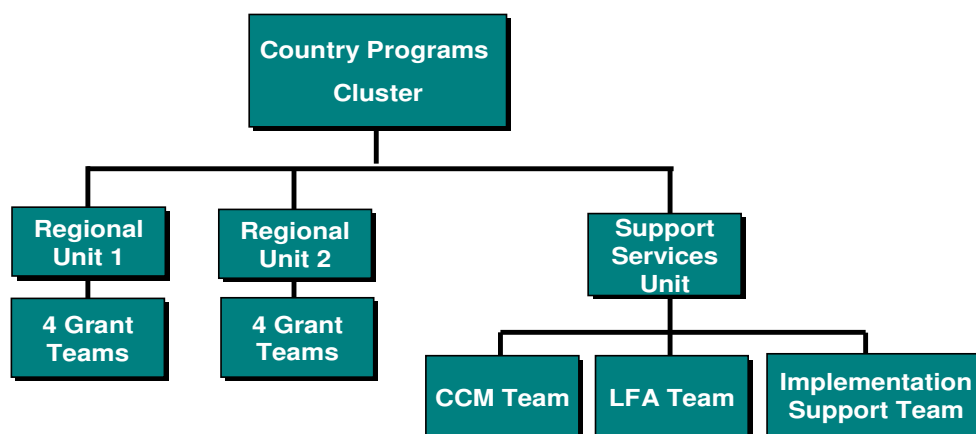 Country Programs
Cluster
Regional
Unit 1
Regional
Unit 2
Support
Services
Unit
4 Grant
Teams
4 Grant
Teams
CCM Team
LFA Team
Implementation
Support Team